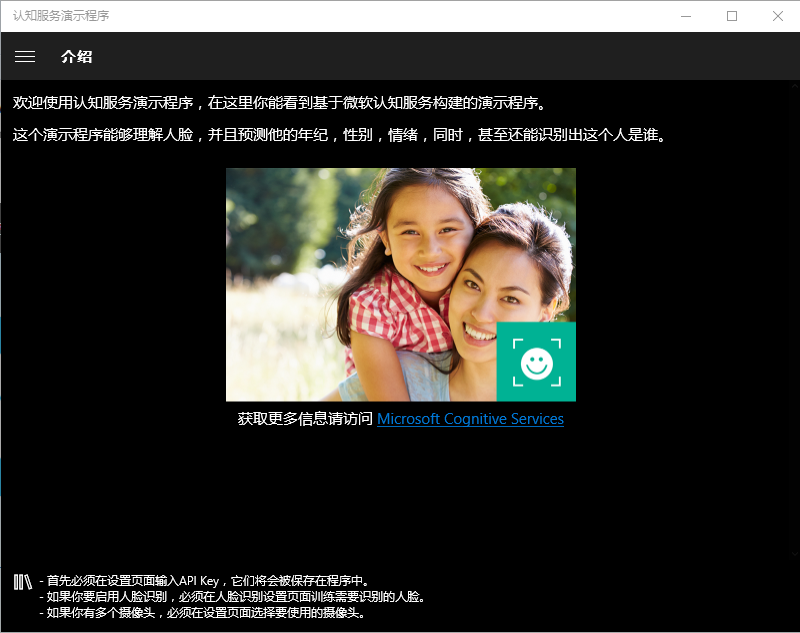 认知服务演示程序
介绍
欢迎使用认知服务演示程序，在这里你能看到基于微软认知服务构建的演示程序。
这个演示程序能够理解人脸，并且预测他的年纪，性别，情绪，同时，甚至还能识别出这个人是谁。
获取更多信息请访问 Microsoft Cognitive Services
- 首先必须在设置页面输入API Key，它们将会被保存在程序中。
- 如果你要启用人脸识别，必须在人脸识别设置页面训练需要识别的人脸。
- 如果你有多个摄像头，必须在设置页面选择要使用的摄像头。